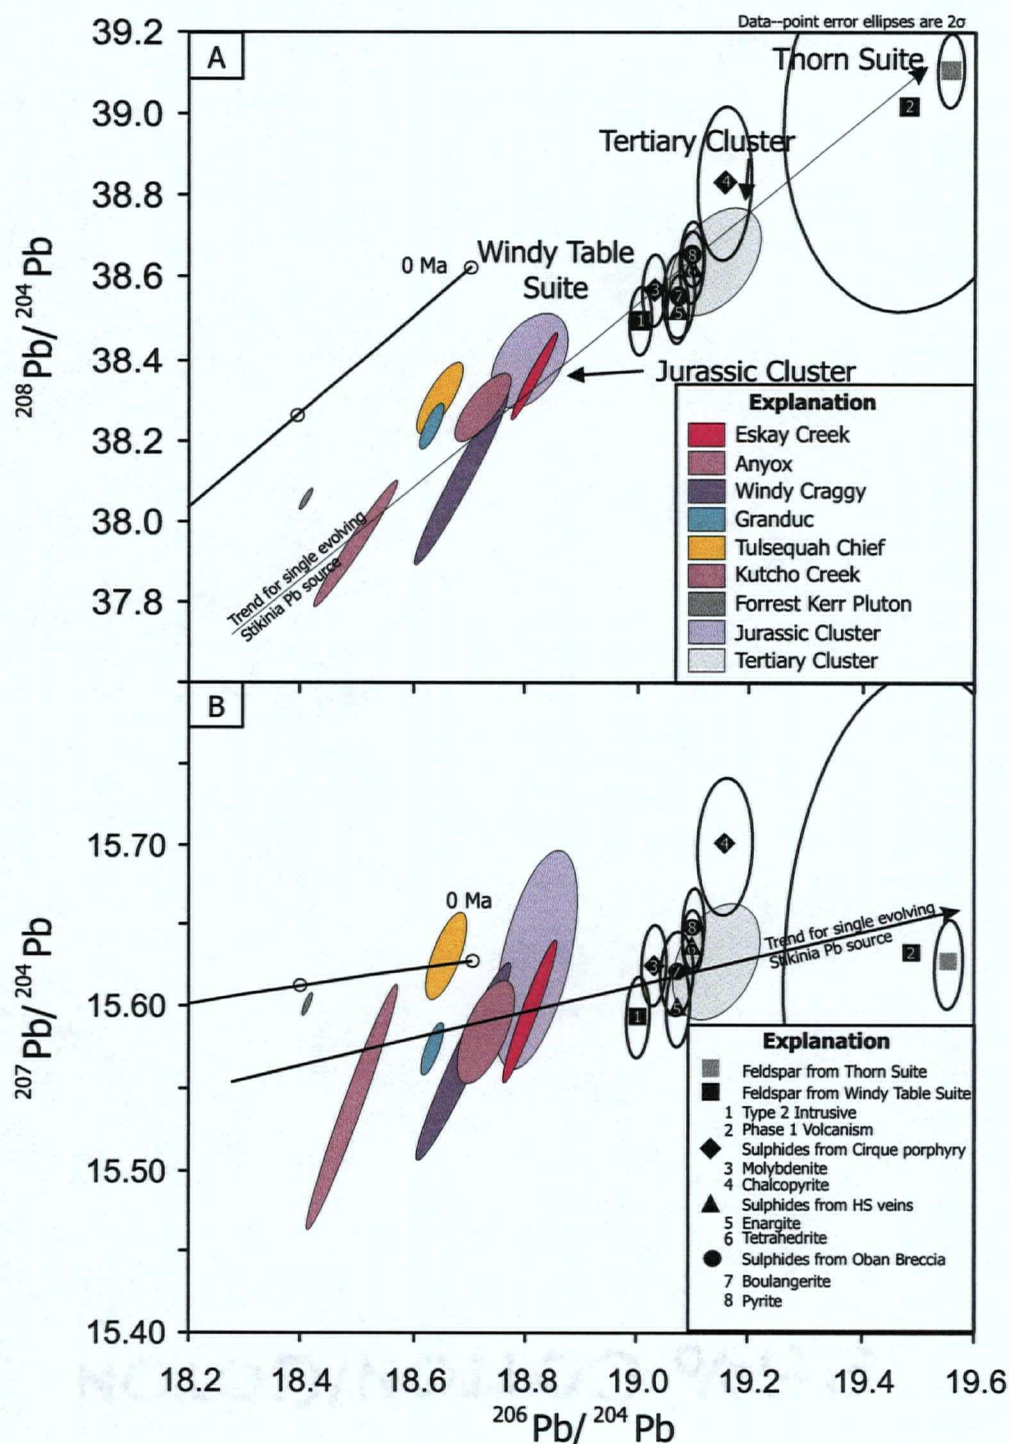 Data--point error ellipses are 2σ
39.2
A
Thorn Suite
2
39.0
Tertiary Cluster
38.8
4
208Pb/204Pb
38.6
0 Ma
Windy Table
Suite
8
6
3
7
5
1
38.4
Jurassic Cluster
38.2
38.0
37.8
Trend for single evolving
Stikinia Pb source
Explanation
Eskay Creek
Anyox
Windy Craggy
Granduc
Tulsequah Chief
Kutcho Creek
Forrest Kerr Pluton
Jurassic Cluster
Tertiary Cluster
B
15.70
4
0 Ma
Trend for single evolving
Stikinia Pb source
8
6
3
7
5
1
2
207Pb/204Pb
15.60
15.50
15.40
Explanation
Feldspar from Thorn Suite
Feldspar from Windy Table Suite
1 Type 2 Intrusive
2 Phase 1 Volcanism
Sulphides from Cirque porphyry
3 Molybdenite
4 Chalcopyrite
Sulphides from HS veins
5 Enargite
6 Tetrahedrite
Sulphides from Oban Breccia
7 Boulangerite
8 Pyrite
18.2 18.4 18.6 18.8 19.0 19.2 19.4 19.6
206Pb/204Pb